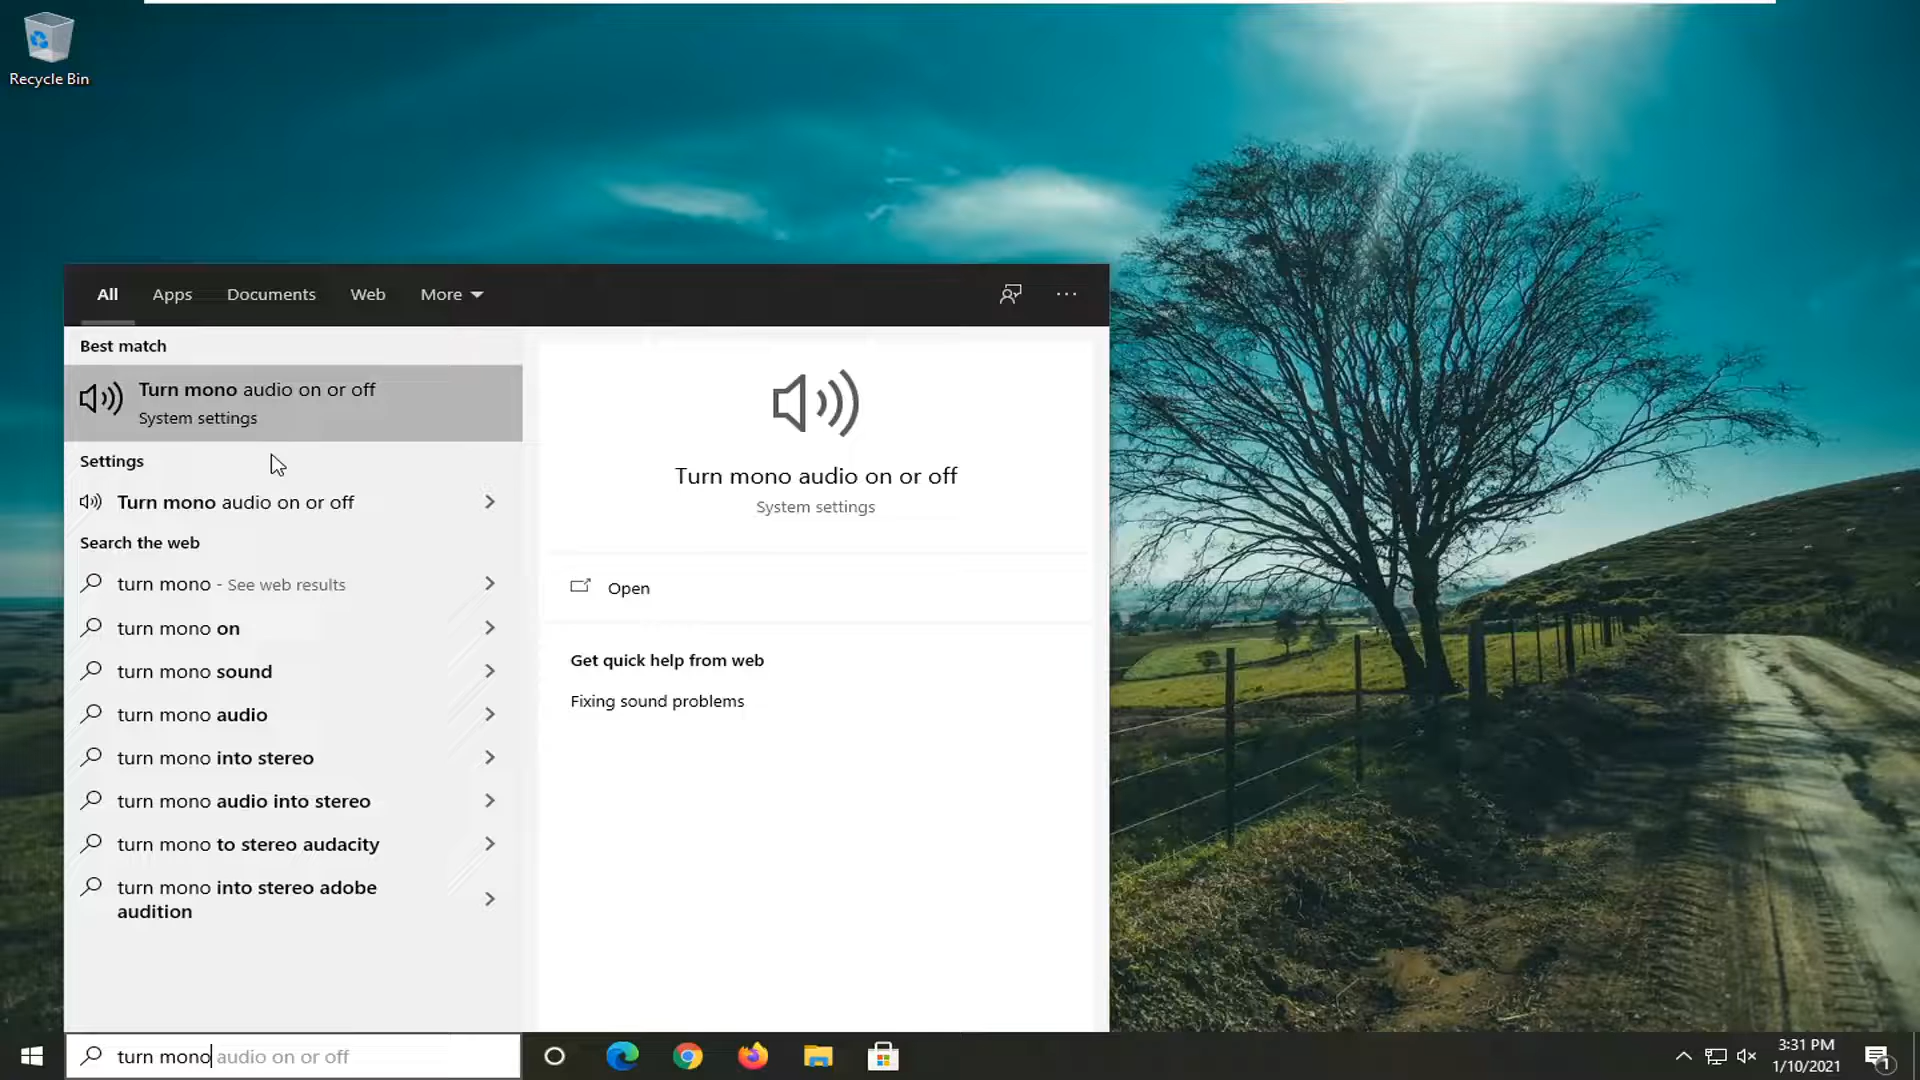 Recycle Bin
All Apps Documents Web More
Best match
Turn mono audio on or off
System settings
Settings
Turn mono audio on or off
Search the web
turn mono - See web results
turn mono on
turn mono sound
turn mono audio
turn mono into stereo
turn mono audio into stereo
turn mono to stereo audacity
turn mono into stereo adobe
audition
Turn mono audio on or off
System settings
Open
Get quick help from web
Fixing sound problems
turn mono audio on or off
3:31 PM
1/10/2021
1